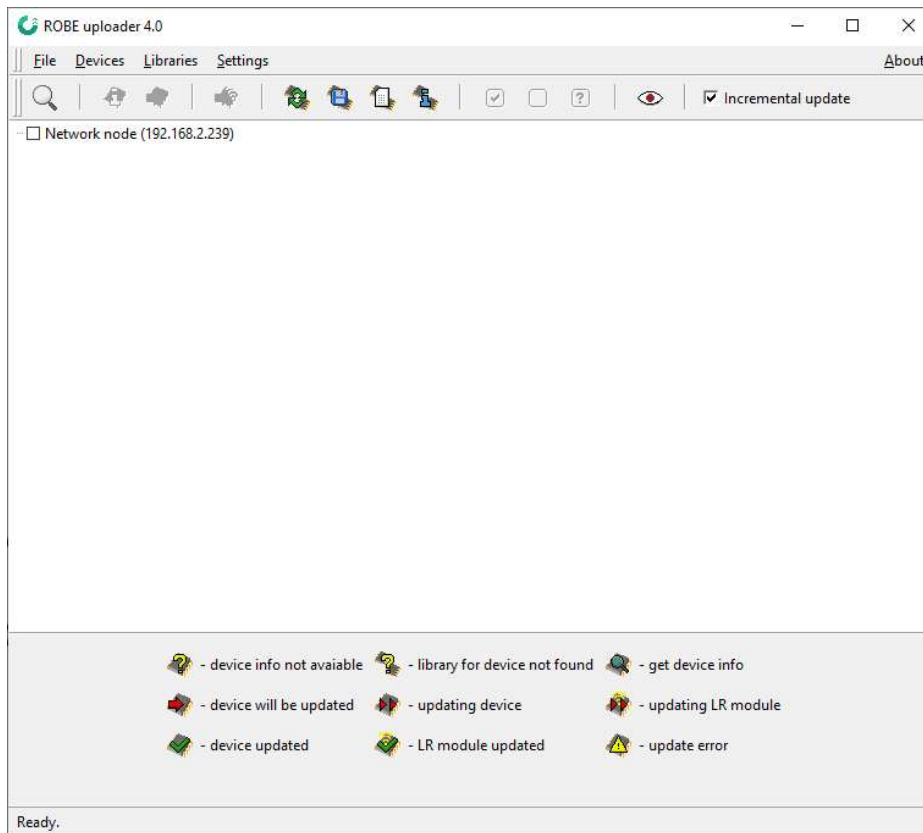 ROBE uploader 4.0
File Devices Libraries Settings About
Incremental update
Network node (192.168.2.239)
- device info not avaiable - library for device not found - get device info
- device will be updated - updating device - updating LR module
- device updated - LR module updated - update error
Ready.